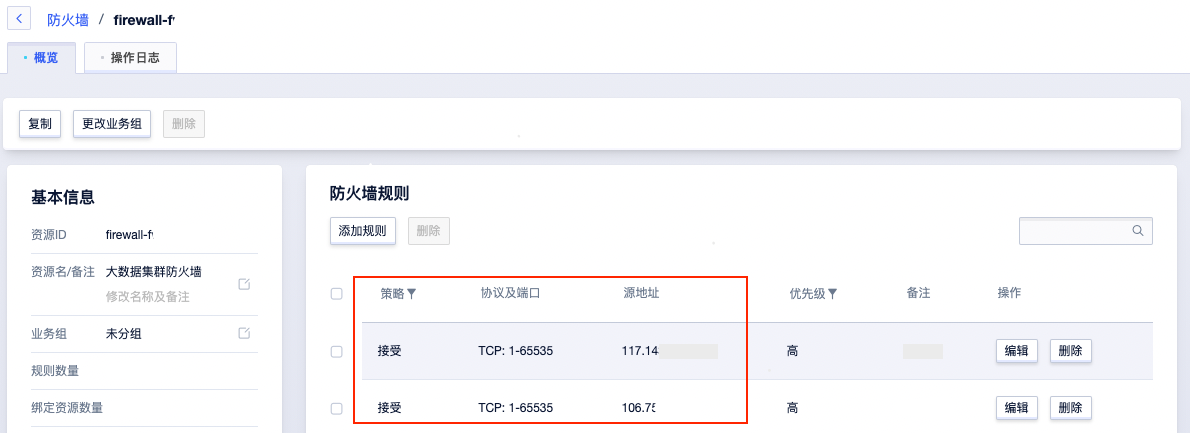 防火墙 / firewall-f
概览 操作日志
复制 更改业务组 删除
基本信息
资源ID firewall-f
资源名/备注 大数据集群防火墙
修改名称及备注
业务组 未分组
规则数量
绑定资源数量
防火墙规则
添加规则 删除
策略 协议及端口 源地址 优先级 备注 操作
接受 TCP: 1-65535 117.14 高 编辑 删除
接受 TCP: 1-65535 106.75 高 编辑 删除